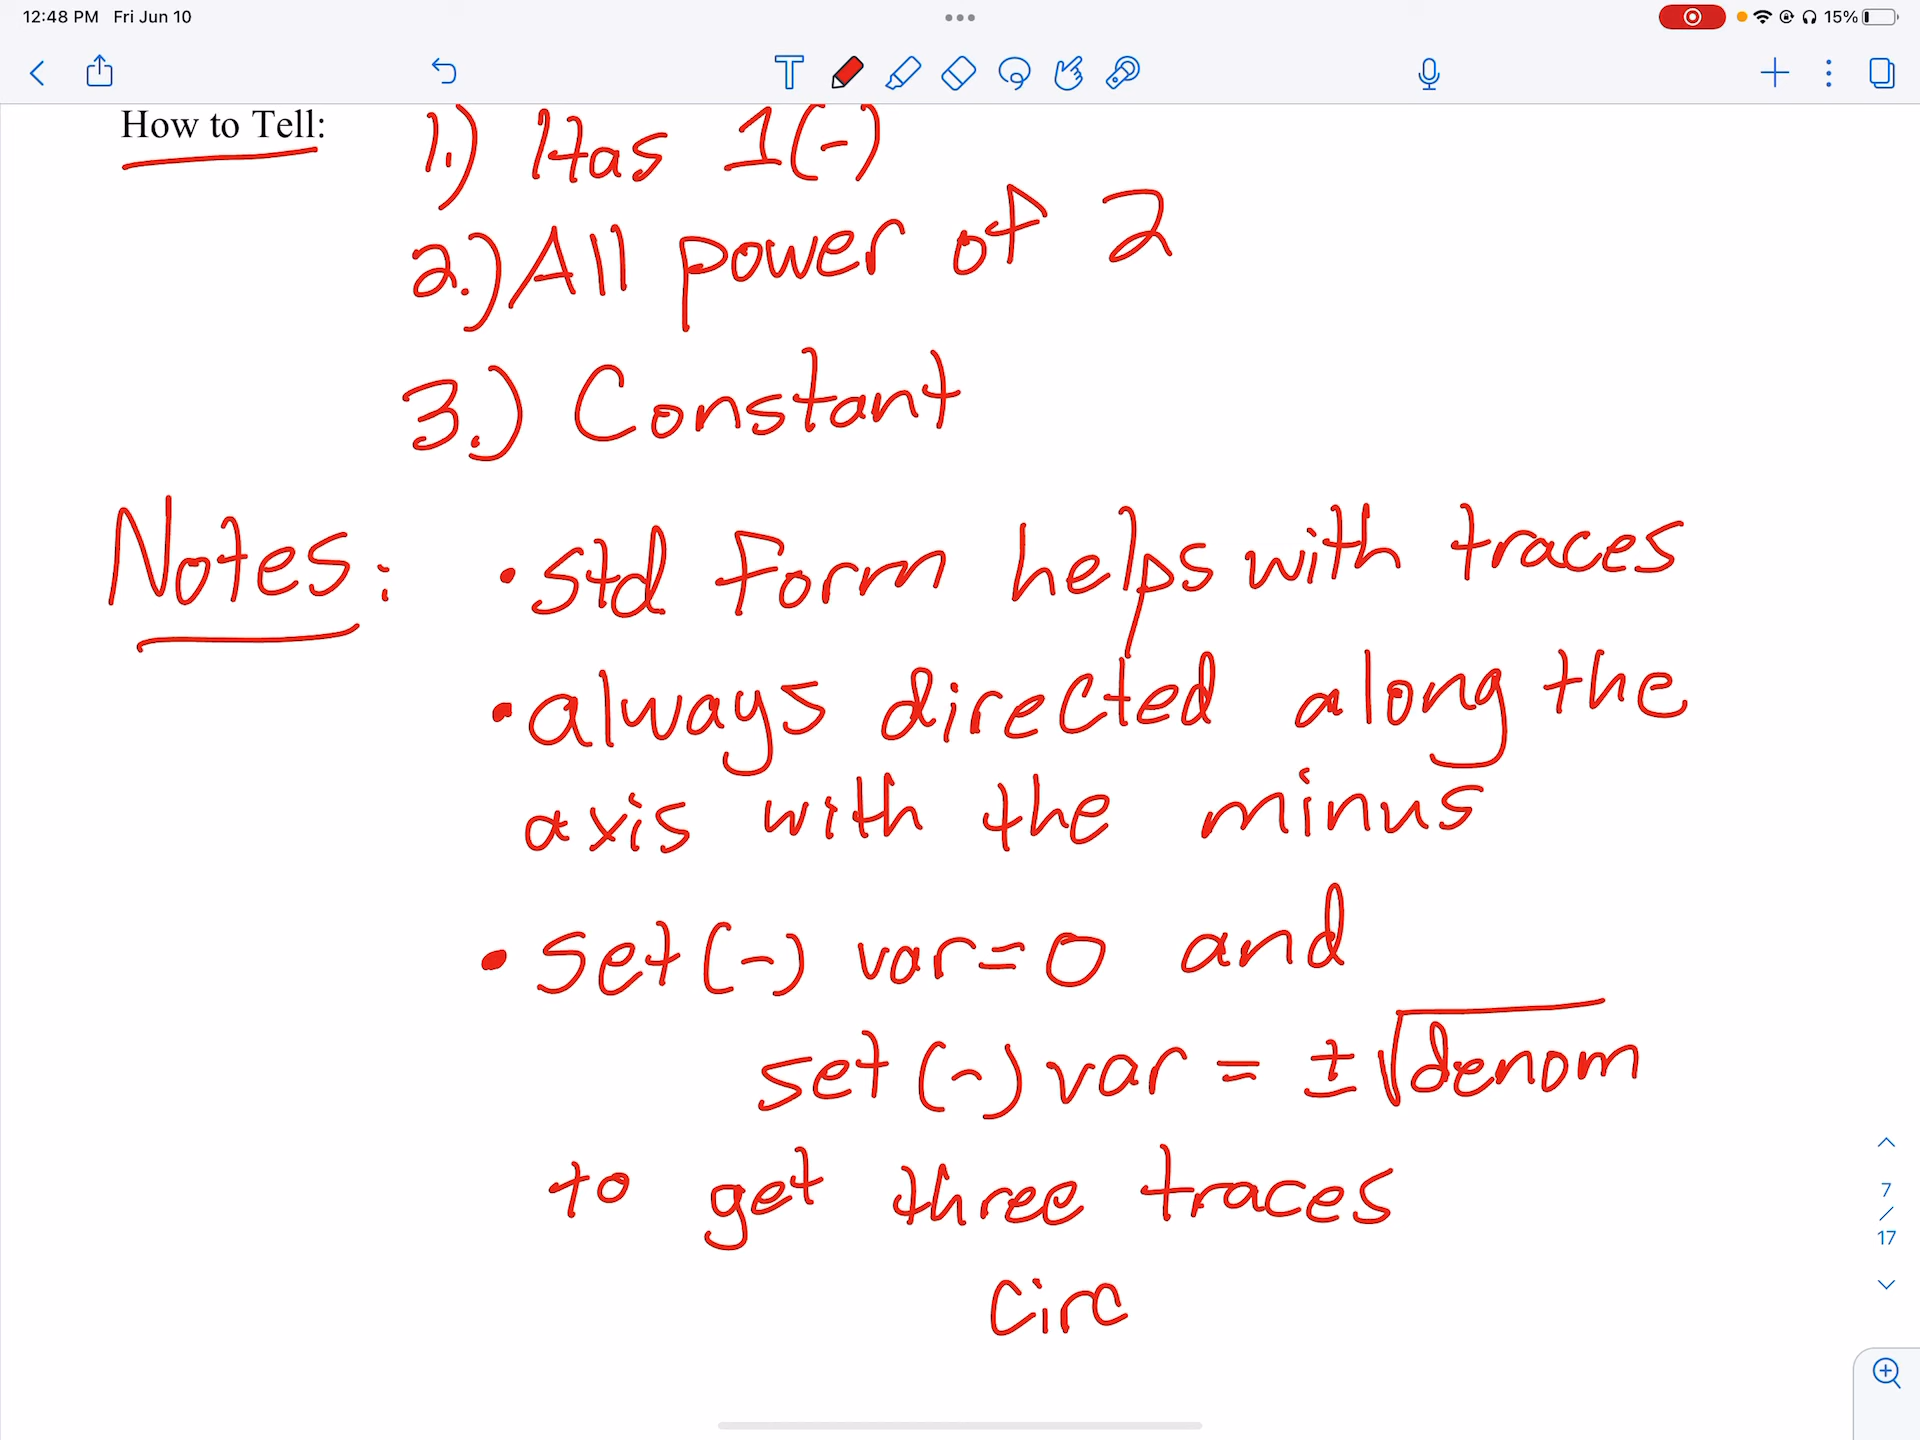 12:48 PM Fri Jun 10
15%
How to Tell:
1.) Has 1(-)
2.) All power of 2
3.) Constant
Notes: • std form helps with traces
• always directed along the
axis with the minus
• set (-) var = 0 and
set (-) var = ±√denom
to get three traces
Circ
7
/
17